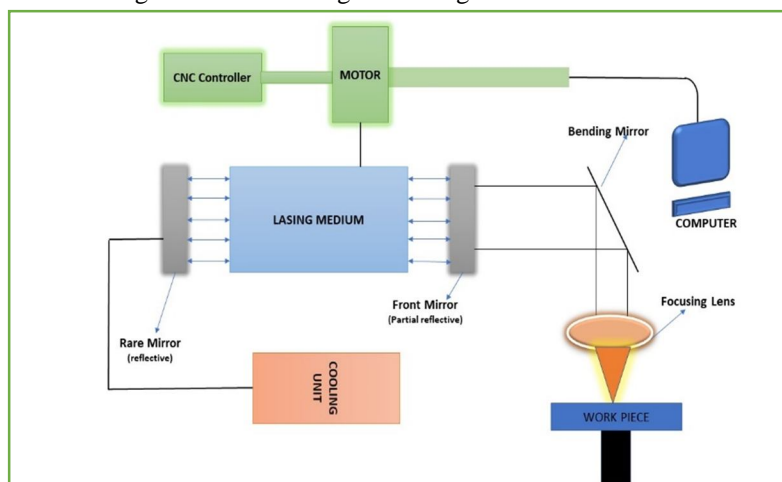 CNC Controller
MOTOR
Bending Mirror
LASING MEDIUM
COMPUTER
Front Mirror
(Partial reflective)
Focusing Lens
Rare Mirror
(reflective)
COOLING
UNIT
WORK PIECE